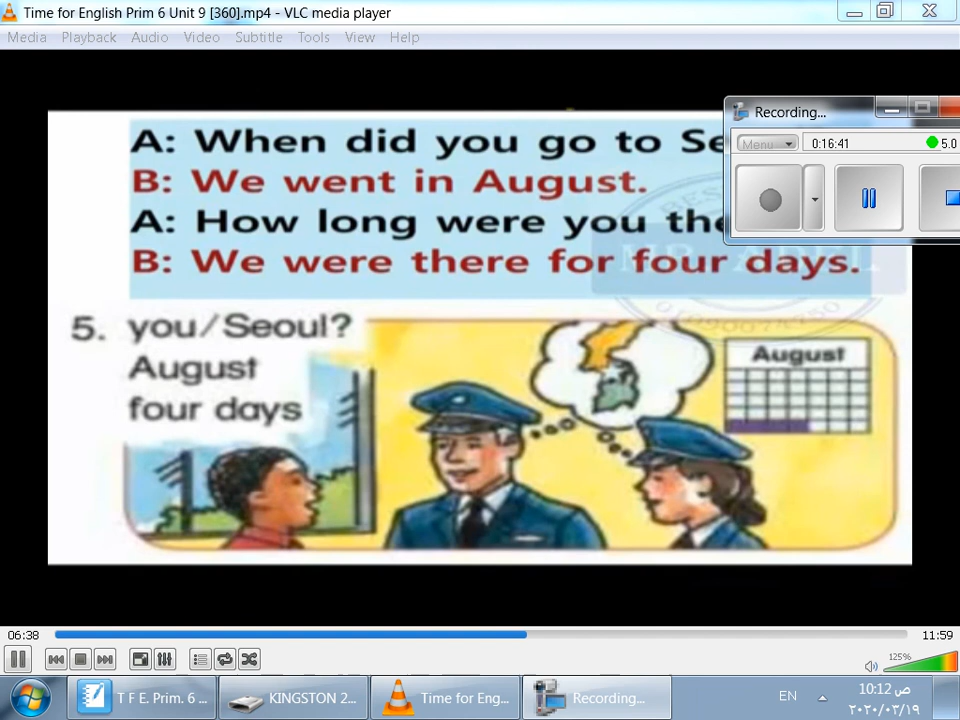 Time for English Prim 6 Unit 9 [360].mp4 - VLC media player
Media Playback Audio Video Subtitle Tools View Help
Recording...
Menu 0:16:41 5.0
A: When did you go to Se
B: We went in August.
A: How long were you the
B: We were there for four days.
5. you/Seoul?
August
four days
August
06:38 11:59
125%
T F E. Prim. 6 ... KINGSTON 2... Time for Eng... Recording... EN
10:12 ص
٢٠٢٠/٠٣/١٩